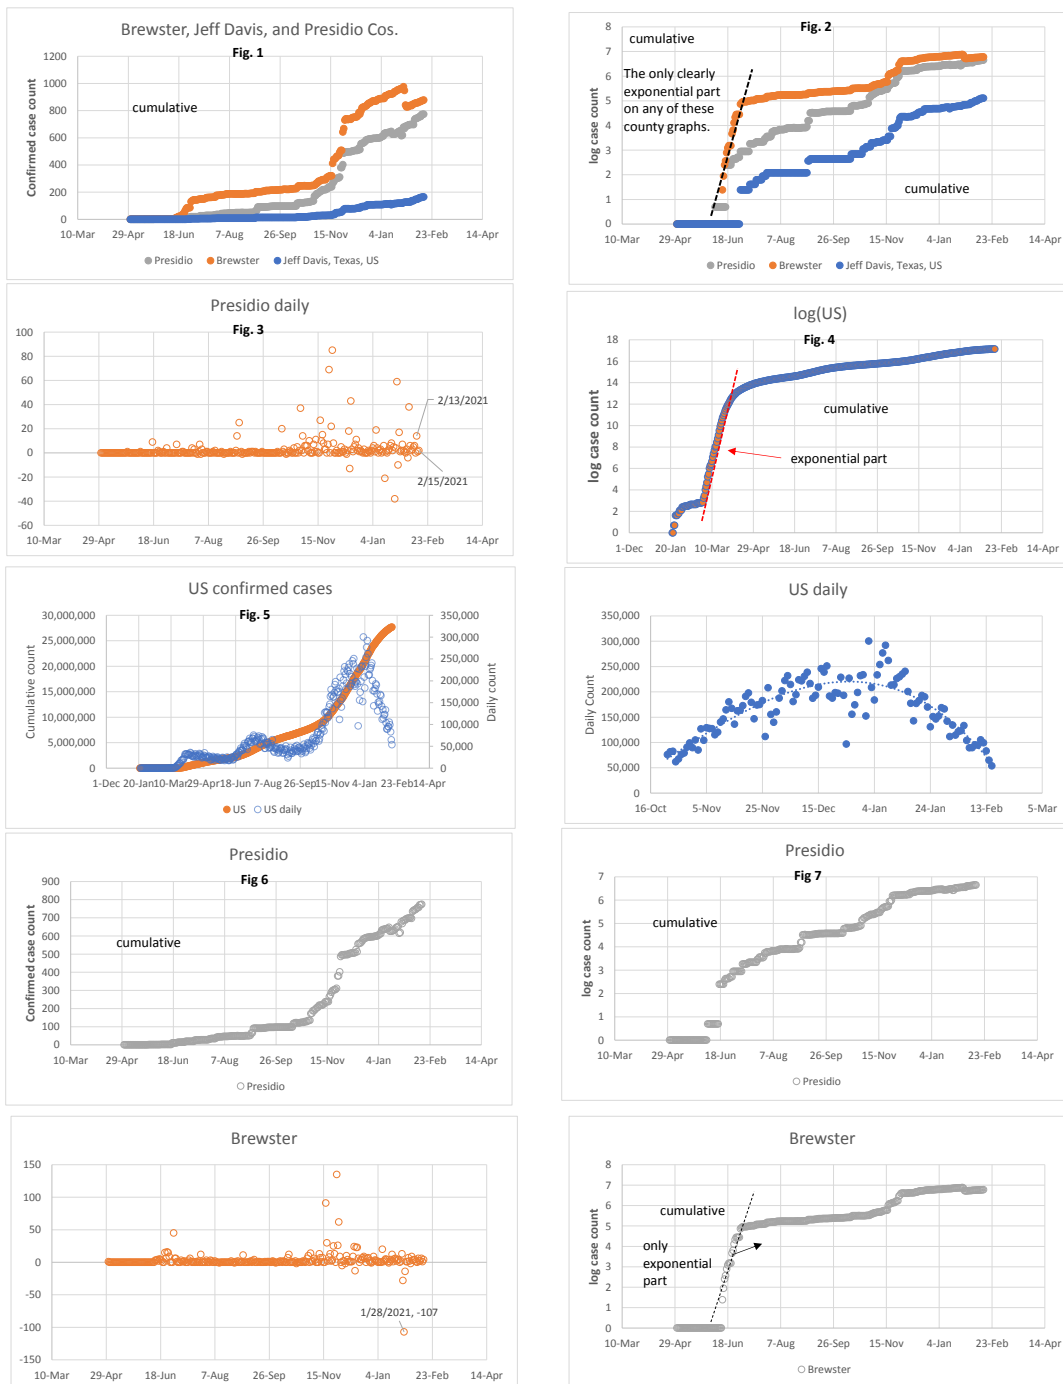 Brewster, Jeff Davis, and Presidio Cos.
Fig. 1
cumulative
Confirmed case count
1200
1000
800
600
400
200
0
10-Mar 29-Apr 18-Jun 7-Aug 26-Sep 15-Nov 4-Jan 23-Feb 14-Apr
Presidio Brewster Jeff Davis, Texas, US
Fig. 2
cumulative
The only clearly
exponential part
on any of these
county graphs.
cumulative
log case count
8
7
6
5
4
3
2
1
0
10-Mar 29-Apr 18-Jun 7-Aug 26-Sep 15-Nov 4-Jan 23-Feb 14-Apr
Presidio Brewster Jeff Davis, Texas, US
Presidio daily
Fig. 3
100
80
60
40
20
0
-20
-40
-60
2/13/2021
2/15/2021
10-Mar 29-Apr 18-Jun 7-Aug 26-Sep 15-Nov 4-Jan 23-Feb 14-Apr
log(US)
Fig. 4
cumulative
exponential part
log case count
18
16
14
12
10
8
6
4
2
0
1-Dec 20-Jan 10-Mar 29-Apr 18-Jun 7-Aug 26-Sep 15-Nov 4-Jan 23-Feb 14-Apr
US confirmed cases
Fig. 5
Cumulative count
30,000,000
25,000,000
20,000,000
15,000,000
10,000,000
5,000,000
0
350,000
300,000
250,000
200,000
150,000
100,000
50,000
0
Daily count
1-Dec 20-Jan 10-Mar 29-Apr 18-Jun 7-Aug 26-Sep 15-Nov 4-Jan 23-Feb 14-Apr
US US daily
US daily
Daily Count
350,000
300,000
250,000
200,000
150,000
100,000
50,000
0
16-Oct 5-Nov 25-Nov 15-Dec 4-Jan 24-Jan 13-Feb 5-Mar
Presidio
Fig 6
cumulative
Confirmed case count
900
800
700
600
500
400
300
200
100
0
10-Mar 29-Apr 18-Jun 7-Aug 26-Sep 15-Nov 4-Jan 23-Feb 14-Apr
Presidio
Presidio
Fig 7
cumulative
log case count
7
6
5
4
3
2
1
0
10-Mar 29-Apr 18-Jun 7-Aug 26-Sep 15-Nov 4-Jan 23-Feb 14-Apr
Presidio
Brewster
150
100
50
0
-50
-100
-150
1/28/2021, -107
10-Mar 29-Apr 18-Jun 7-Aug 26-Sep 15-Nov 4-Jan 23-Feb 14-Apr
Brewster
cumulative
only
exponential
part
log case count
8
7
6
5
4
3
2
1
0
10-Mar 29-Apr 18-Jun 7-Aug 26-Sep 15-Nov 4-Jan 23-Feb 14-Apr
Brewster